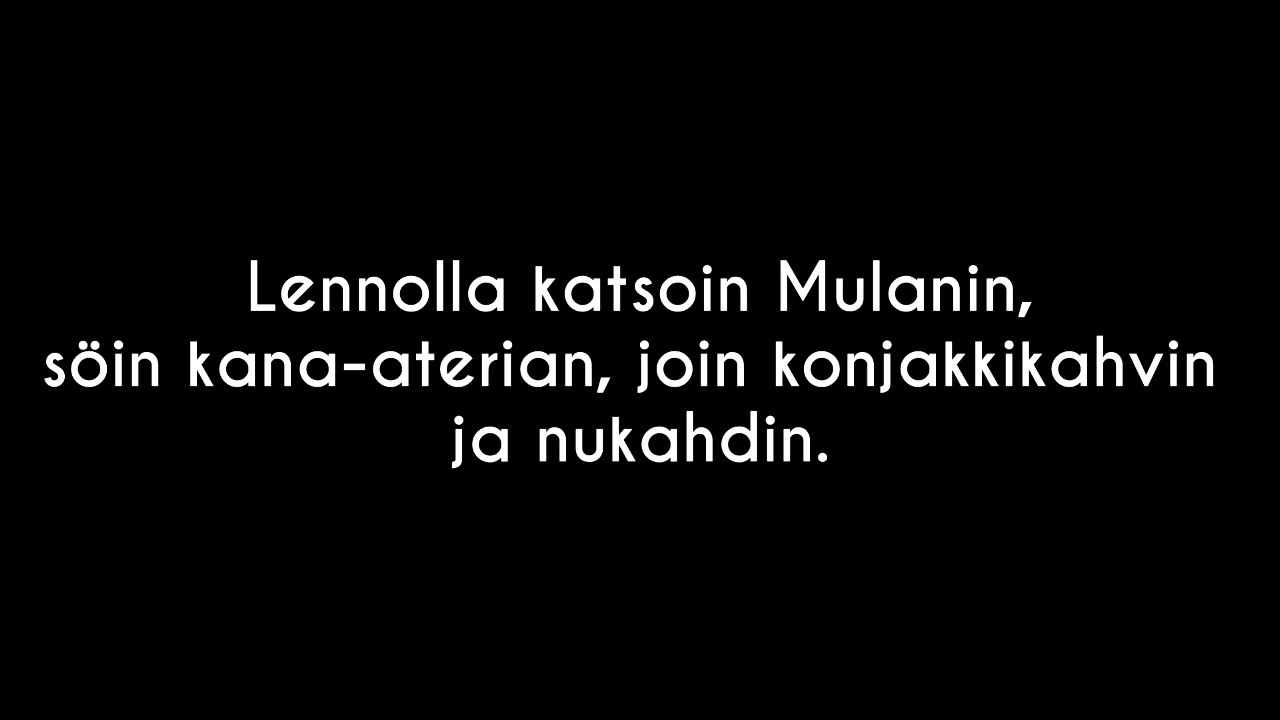 Lennolla katsoin Mulanin,
söin kana-aterian, join konjakkikahvin
ja nukahdin.